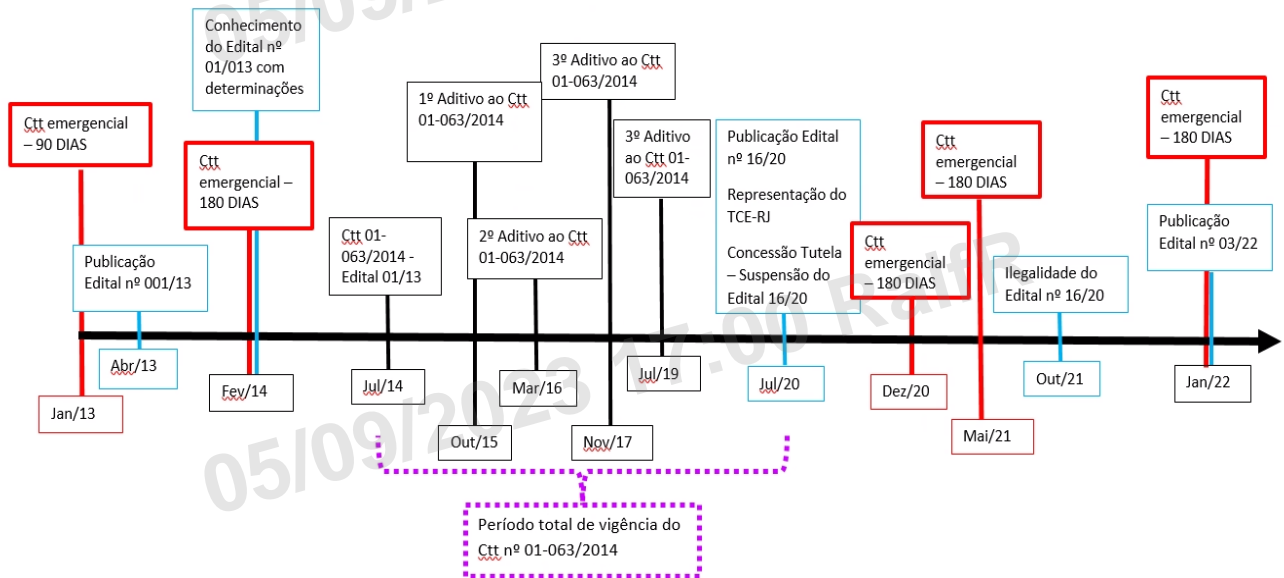 05/09/2023 17:00 RalfR
Conhecimento
do Edital nº
01/013 com
determinações
Ctt emergencial
– 90 DIAS
Ctt
emergencial –
180 DIAS
Publicação
Edital nº 001/13
Ctt 01-
063/2014 -
Edital 01/13
1º Aditivo ao Ctt
01-063/2014
2º Aditivo ao Ctt
01-063/2014
3º Aditivo ao Ctt
01-063/2014
3º Aditivo
ao Ctt 01-
063/2014
Publicação Edital
nº 16/20
Representação do
TCE-RJ
Concessão Tutela
– Suspensão do
Edital 16/20
Ctt
emergencial
– 180 DIAS
Ctt
emergencial
– 180 DIAS
Ilegalidade do
Edital nº 16/20
Ctt
emergencial
– 180 DIAS
Publicação
Edital nº 03/22
Jan/13
Abr/13
Fev/14
Jul/14
Out/15
Mar/16
Nov/17
Jul/19
Jul/20
Dez/20
Mai/21
Out/21
Jan/22
Período total de vigência do
Ctt nº 01-063/2014